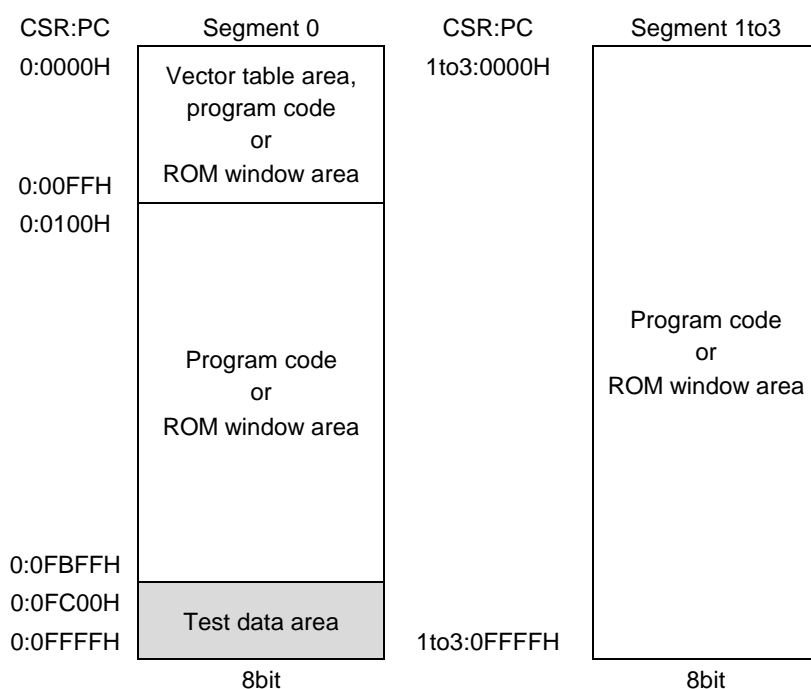 CSR:PC Segment 0 CSR:PC Segment 1to3
0:0000H
Vector table area,
program code
or
ROM window area
0:00FFH
0:0100H
Program code
or
ROM window area
0:0FBFFH
0:0FC00H
Test data area
0:0FFFFH
8bit
1to3:0000H
Program code
or
ROM window area
1to3:0FFFFH
8bit